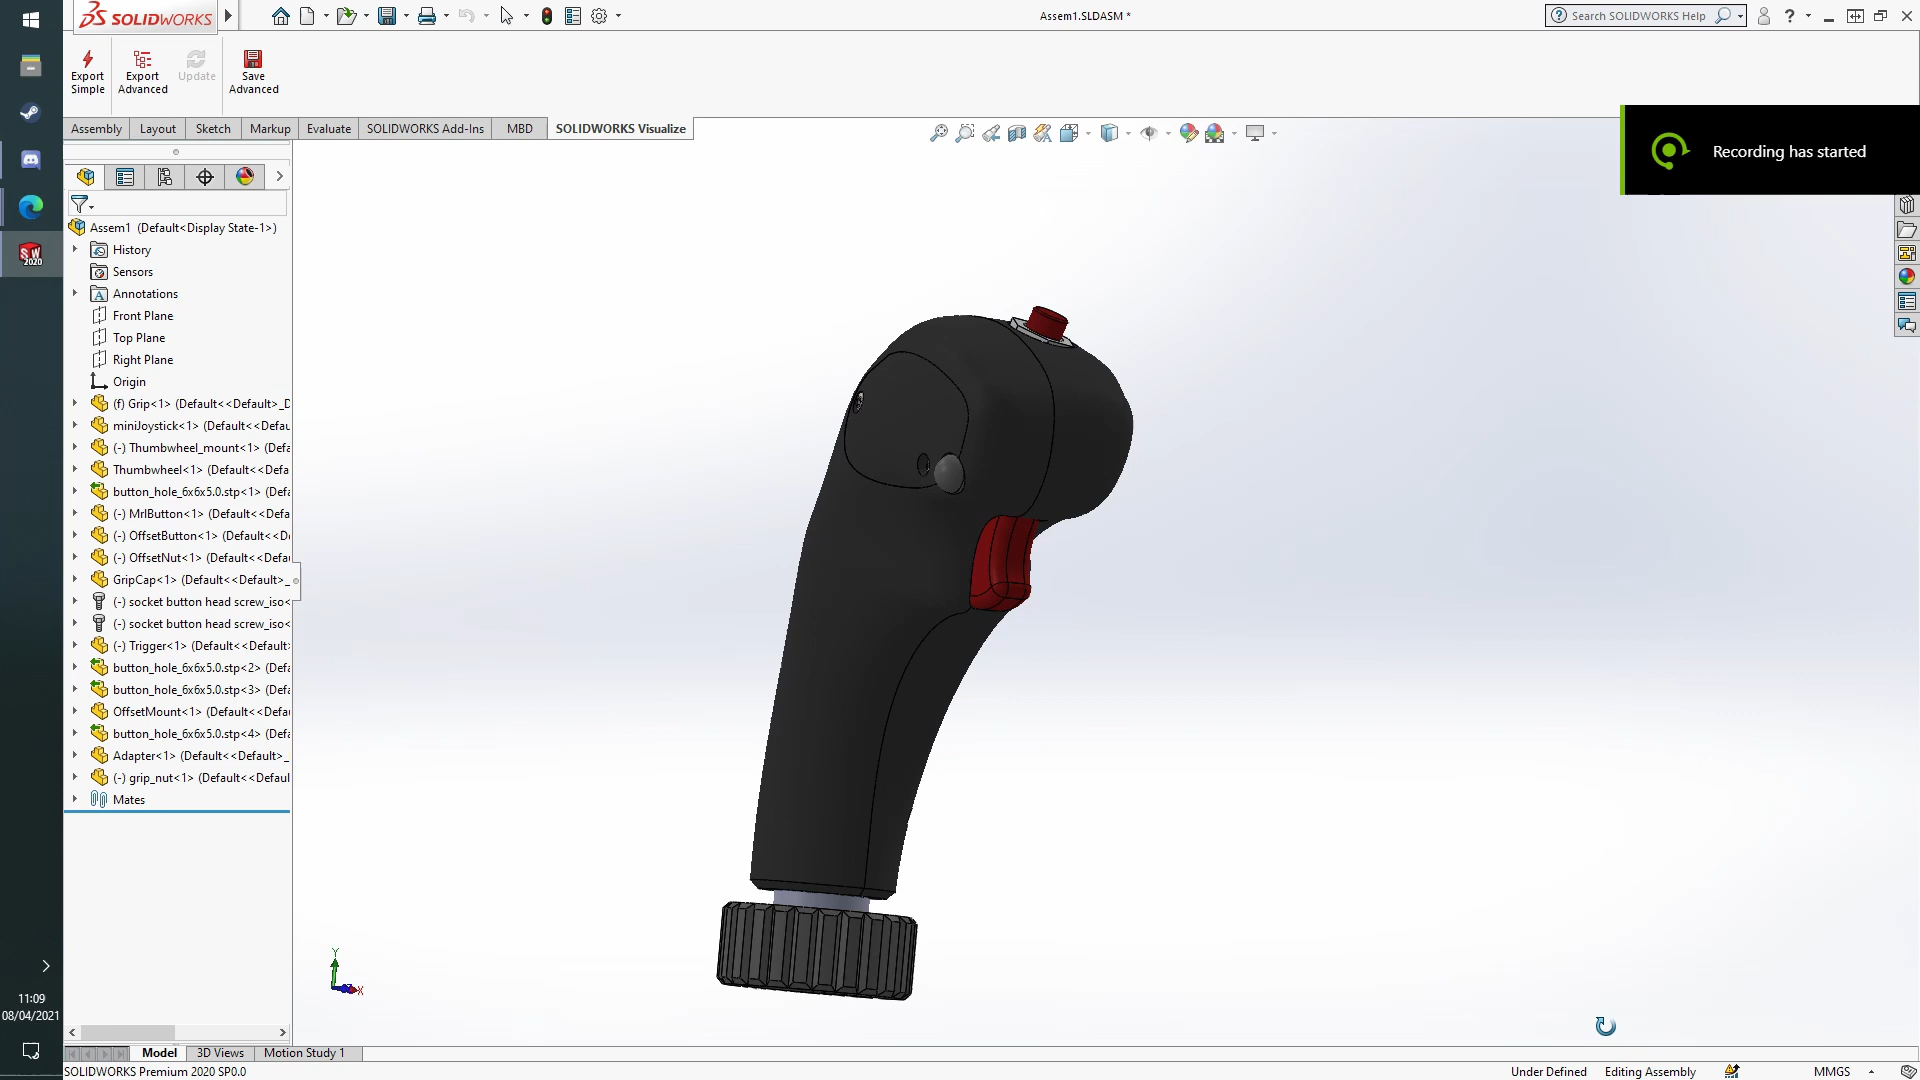 SOLIDWORKS
Assem1.SLDASM *
Search SOLIDWORKS Help
Export Simple
Export Advanced
Update
Save Advanced
Assembly
Layout
Sketch
Markup
Evaluate
SOLIDWORKS Add-Ins
MBD
SOLIDWORKS Visualize
Recording has started
Assem1 (Default<Display State-1>)
History
Sensors
Annotations
Front Plane
Top Plane
Right Plane
Origin
(f) Grip<1> (Default<<Default>_D
miniJoystick<1> (Default<<Defau
(-) Thumbwheel_mount<1> (Defa
Thumbwheel<1> (Default<<Defa
button_hole_6x6x5.0.stp<1> (Defa
(-) MrlButton<1> (Default<<Defa
(-) OffsetButton<1> (Default<<D
(-) OffsetNut<1> (Default<<Defau
GripCap<1> (Default<<Default>_
(-) socket button head screw_iso<
(-) socket button head screw_iso<
(-) Trigger<1> (Default<<Default>
button_hole_6x6x5.0.stp<2> (Defa
button_hole_6x6x5.0.stp<3> (Defa
OffsetMount<1> (Default<<Defau
button_hole_6x6x5.0.stp<4> (Defa
Adapter<1> (Default<<Default>_
(-) grip_nut<1> (Default<<Defaul
Mates
Y
X
SW
2020
11:09
08/04/2021
Model
3D Views
Motion Study 1
SOLIDWORKS Premium 2020 SP0.0
Under Defined
Editing Assembly
MMGS